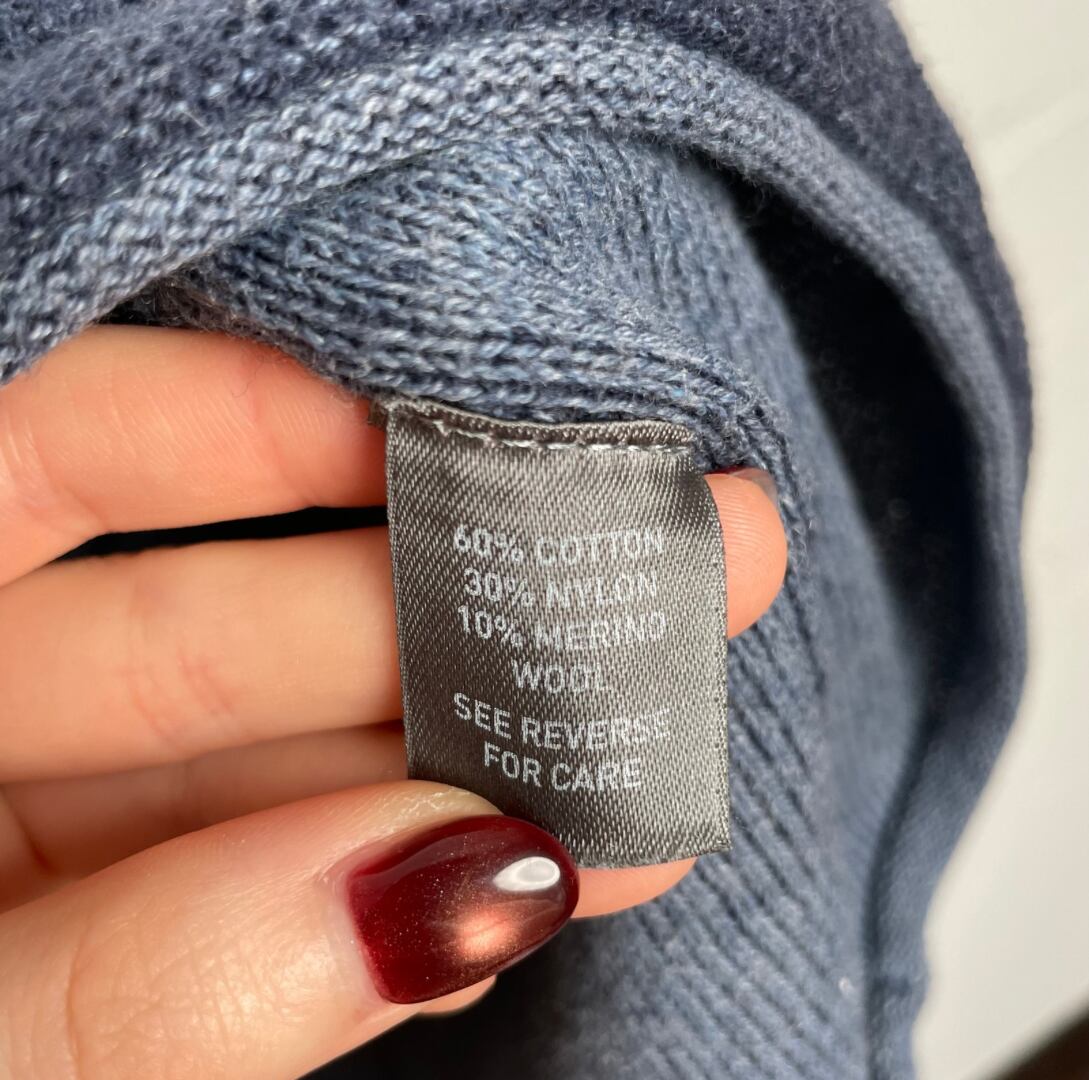 60% COTTON
30% NYLON
10% MERINO
WOOL
SEE REVERSE
FOR CARE